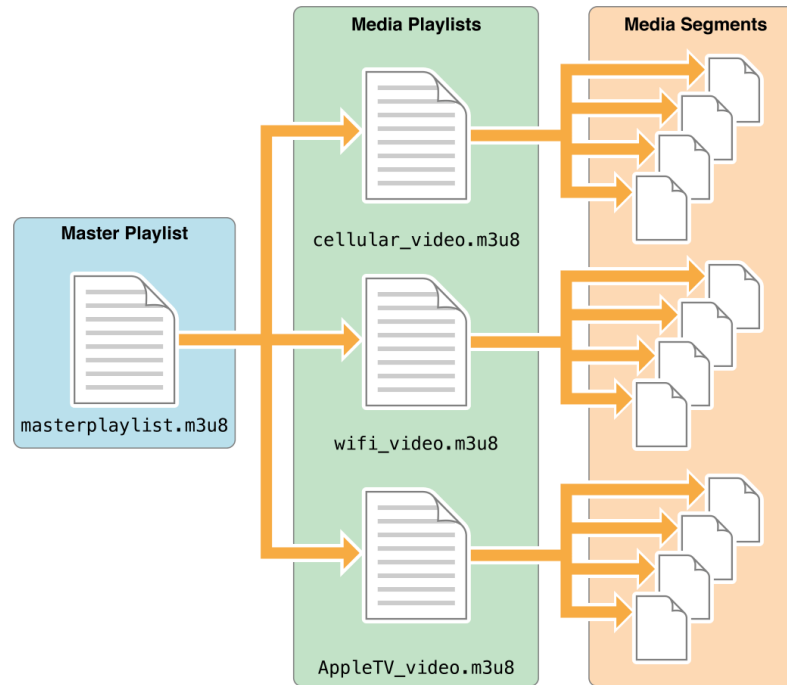 Media Playlists
Media Segments
cellular_video.m3u8
Master Playlist
masterplaylist.m3u8
wifi_video.m3u8
AppleTV_video.m3u8